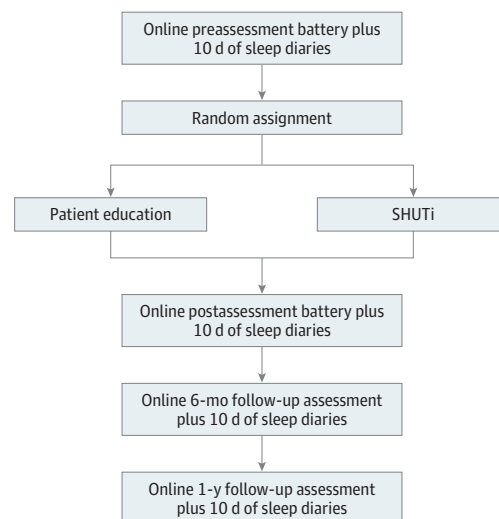 Online preassessment battery plus
10 d of sleep diaries
Random assignment
Patient education
SHUTi
Online postassessment battery plus
10 d of sleep diaries
Online 6-mo follow-up assessment
plus 10 d of sleep diaries
Online 1-y follow-up assessment
plus 10 d of sleep diaries